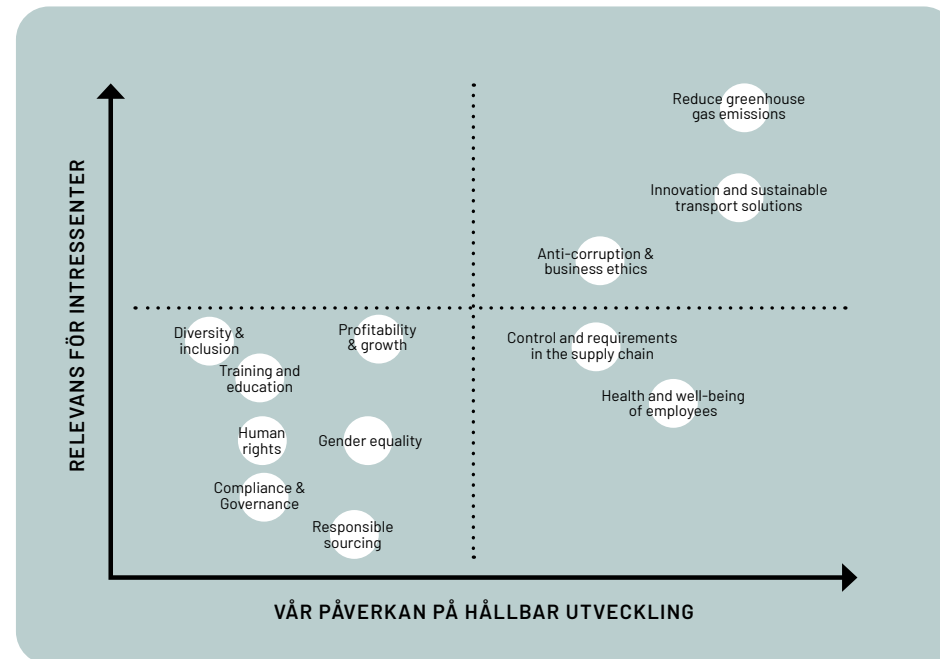 Reduce greenhouse
gas emissions
Innovation and sustainable
transport solutions
Anti-corruption &
business ethics
Diversity &
inclusion
Profitability
& growth
Control and requirements
in the supply chain
Training and
education
Health and well-being
of employees
Human
rights
Gender equality
Compliance &
Governance
Responsible
sourcing
RELEVANS FÖR INTRESSENTER
VÅR PÅVERKAN PÅ HÅLLBAR UTVECKLING